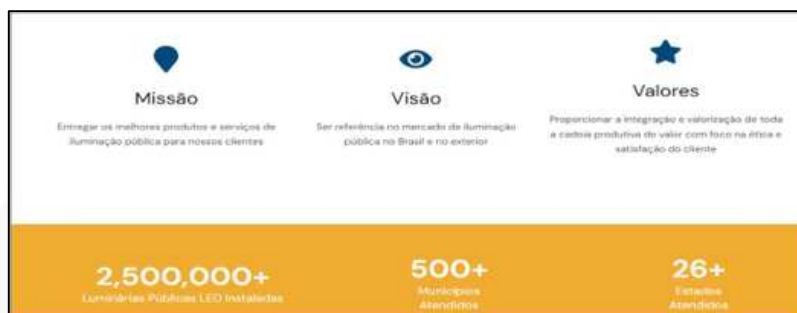 Missão
Entregar os melhores produtos e serviços de
iluminação pública para nossos clientes
Visão
Ser referência no mercado de iluminação
pública no Brasil e no exterior
Valores
Proporcionar a integração e valorização de toda
a cadeia produtiva do valor com foco na ética e
satisfação do cliente
2,500,000+
Luminárias Públicas LED Instaladas
500+
Municípios
Atendidos
26+
Estados
Atendidos